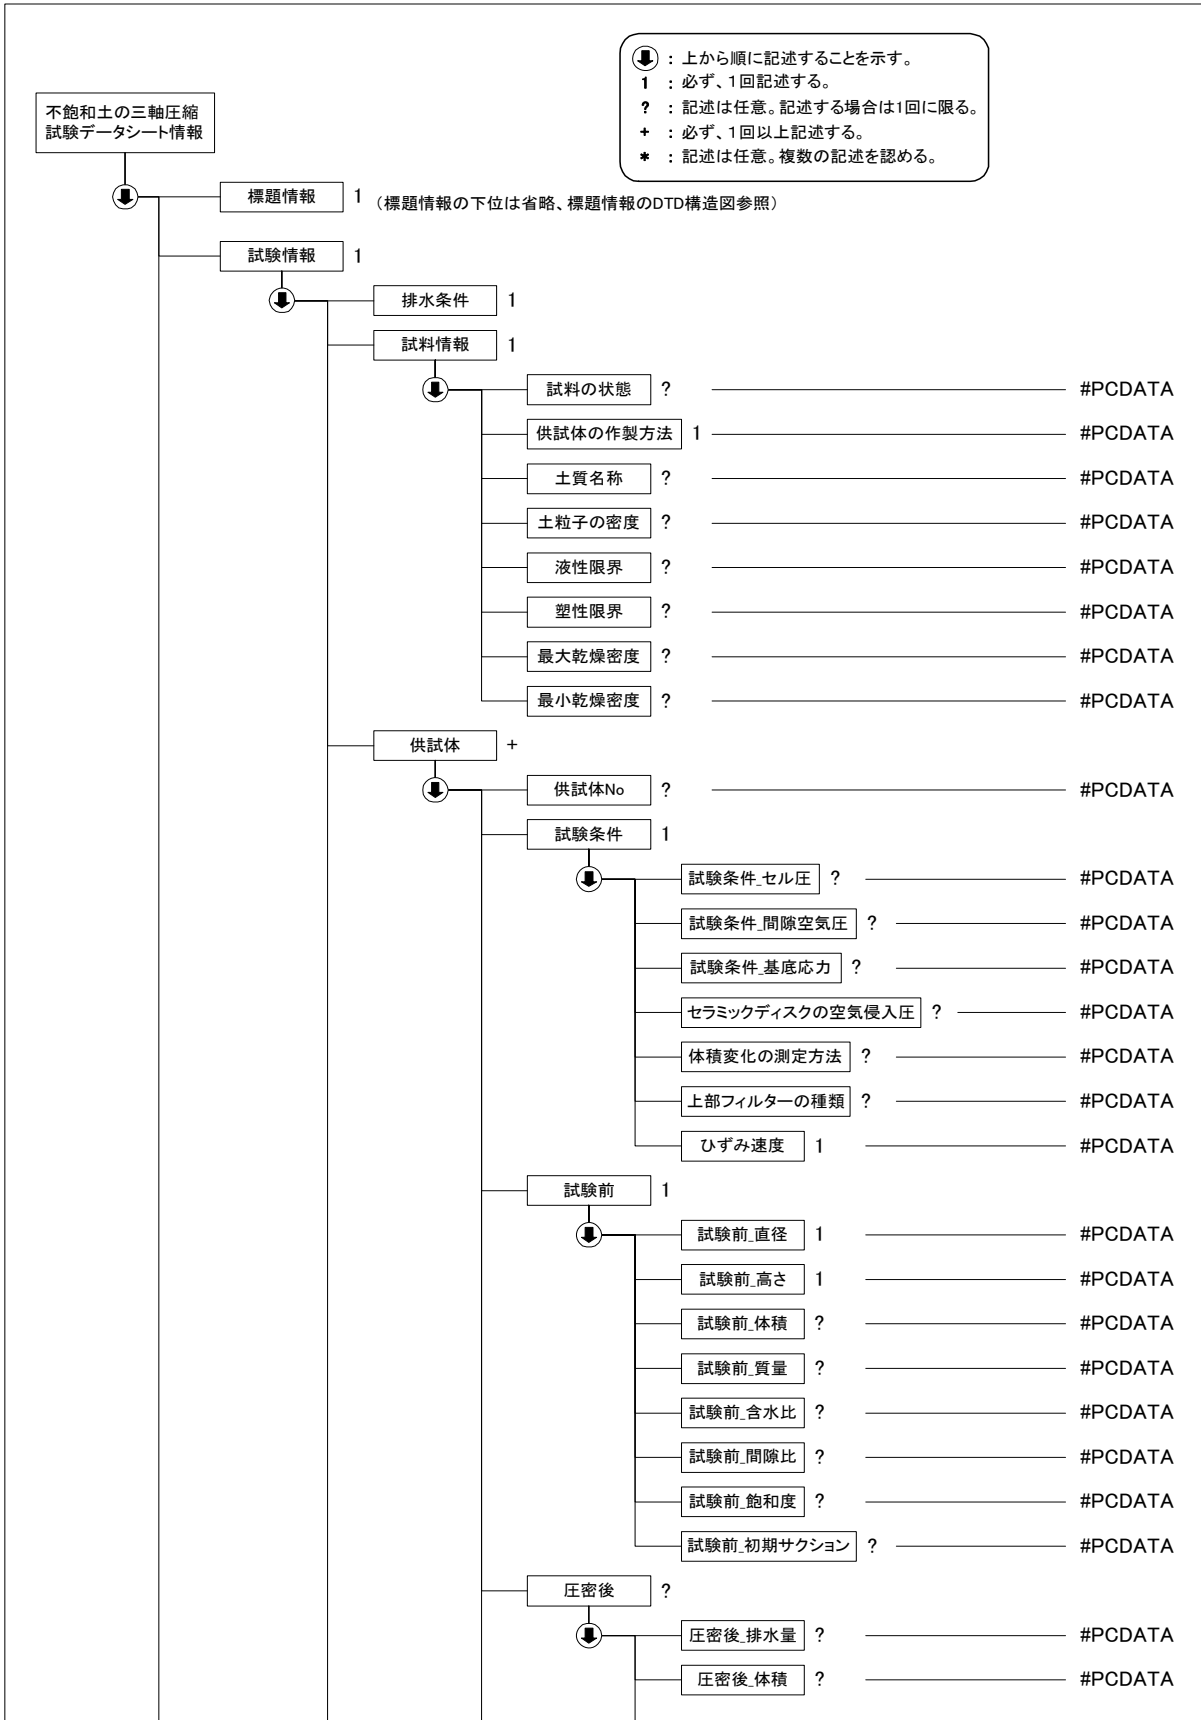 : 上から順に記述することを示す。
1 : 必ず、1回記述する。
? : 記述は任意。記述する場合は1回に限る。
+ : 必ず、1回以上記述する。
* : 記述は任意。複数の記述を認める。
不飽和土の三軸圧縮
試験データシート情報
標題情報 1 (標題情報の下位は省略、標題情報のDTD構造図参照)
試験情報 1
排水条件 1
試料情報 1
試料の状態 ? #PCDATA
供試体の作製方法 1 #PCDATA
土質名称 ? #PCDATA
土粒子の密度 ? #PCDATA
液性限界 ? #PCDATA
塑性限界 ? #PCDATA
最大乾燥密度 ? #PCDATA
最小乾燥密度 ? #PCDATA
供試体 +
供試体No ? #PCDATA
試験条件 1
試験条件_セル圧 ? #PCDATA
試験条件_間隙空気圧 ? #PCDATA
試験条件_基底応力 ? #PCDATA
セラミックディスクの空気侵入圧 ? #PCDATA
体積変化の測定方法 ? #PCDATA
上部フィルターの種類 ? #PCDATA
ひずみ速度 1 #PCDATA
試験前 1
試験前_直径 1 #PCDATA
試験前_高さ 1 #PCDATA
試験前_体積 ? #PCDATA
試験前_質量 ? #PCDATA
試験前_含水比 ? #PCDATA
試験前_間隙比 ? #PCDATA
試験前_飽和度 ? #PCDATA
試験前_初期サクション ? #PCDATA
圧密後 ?
圧密後_排水量 ? #PCDATA
圧密後_体積 ? #PCDATA